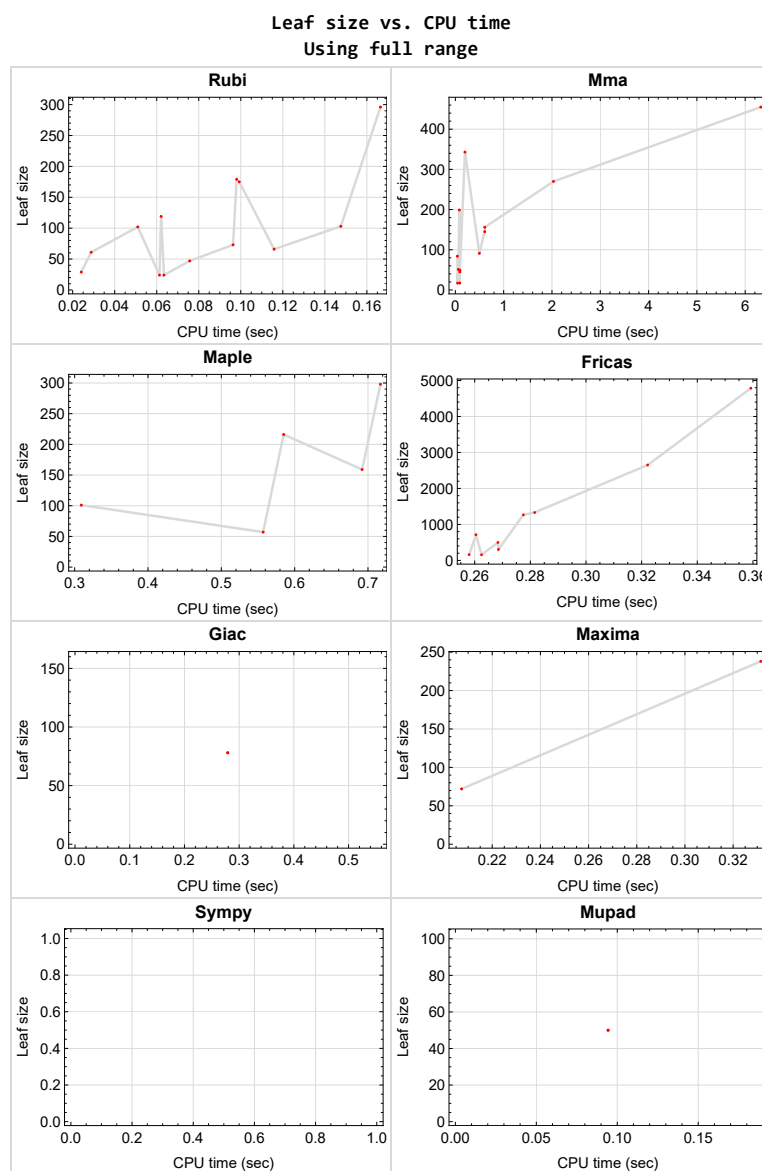 Leaf size vs. CPU time
Using full range
Rubi
Leaf size
300
250
200
150
100
50
0
0.02 0.04 0.06 0.08 0.10 0.12 0.14 0.16
CPU time (sec)
Mma
Leaf size
400
300
200
100
0
0 1 2 3 4 5 6
CPU time (sec)
Maple
Leaf size
300
250
200
150
100
50
0
0.3 0.4 0.5 0.6 0.7
CPU time (sec)
Fricas
Leaf size
5000
4000
3000
2000
1000
0
0.26 0.28 0.30 0.32 0.34 0.36
CPU time (sec)
Giac
Leaf size
150
100
50
0
0.0 0.1 0.2 0.3 0.4 0.5
CPU time (sec)
Maxima
Leaf size
250
200
150
100
50
0
0.22 0.24 0.26 0.28 0.30 0.32
CPU time (sec)
Sympy
Leaf size
1.0
0.8
0.6
0.4
0.2
0.0
0.0 0.2 0.4 0.6 0.8 1.0
CPU time (sec)
Mupad
Leaf size
100
80
60
40
20
0
0.00 0.05 0.10 0.15
CPU time (sec)